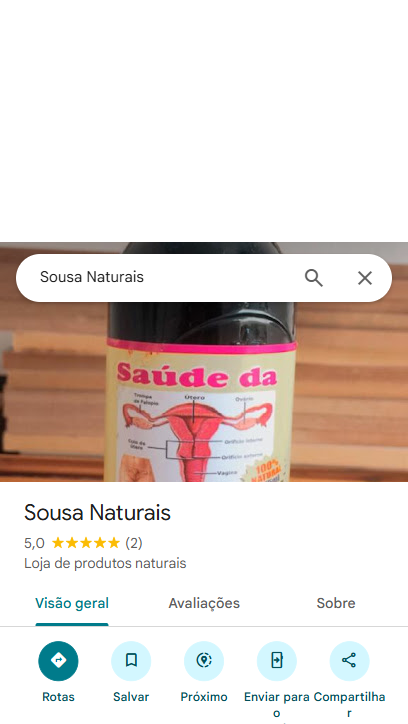 Sousa Naturais
Saúde da
Trompa de Falópio
Útero
Ovário
Colo do Útero
Orifício interno
Orifício externo
Vagina
100%
NATURAL
Sousa Naturais
5,0 ★★★★★ (2)
Loja de produtos naturais
Visão geral Avaliações Sobre
Rotas Salvar Próximo Enviar para o Compartilhar